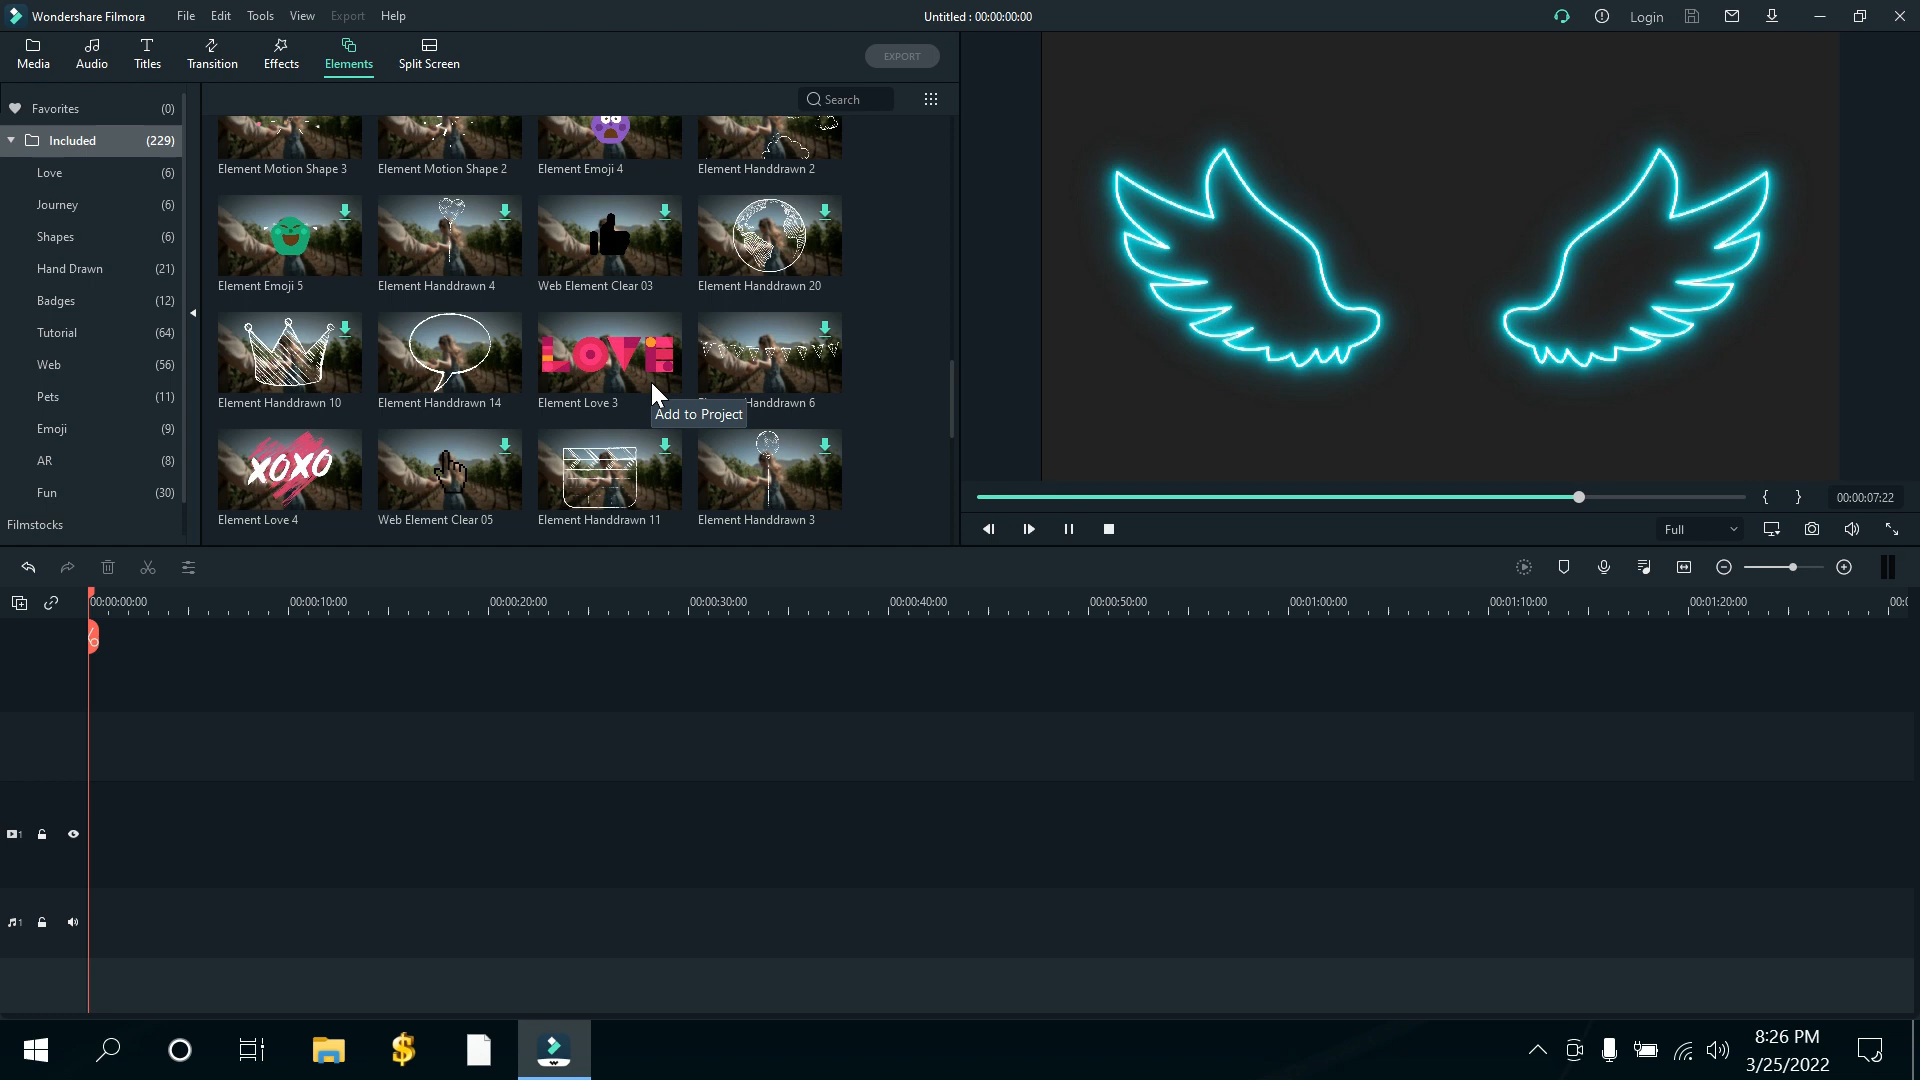 Wondershare Filmora
File Edit Tools View Export Help
Untitled : 00:00:00:00
Login
Media Audio Titles Transition Effects Elements Split Screen
EXPORT
Search
Favorites (0)
Included (229)
Love (6)
Journey (6)
Shapes (6)
Hand Drawn (21)
Badges (12)
Tutorial (64)
Web (56)
Pets (11)
Emoji (9)
AR (8)
Fun (30)
Filmstocks
Element Motion Shape 3 Element Motion Shape 2 Element Emoji 4 Element Handdrawn 2
Element Emoji 5 Element Handdrawn 4 Web Element Clear 03 Element Handdrawn 20
LOVE
Element Handdrawn 10 Element Handdrawn 14 Element Love 3 Handdrawn 6
Add to Project
XOXO
Element Love 4 Web Element Clear 05 Element Handdrawn 11 Element Handdrawn 3
{ } 00:00:07:22
Full
00:00:00:00 00:00:10:00 00:00:20:00 00:00:30:00 00:00:40:00 00:00:50:00 00:01:00:00 00:01:10:00 00:01:20:00
1
1
8:26 PM
3/25/2022